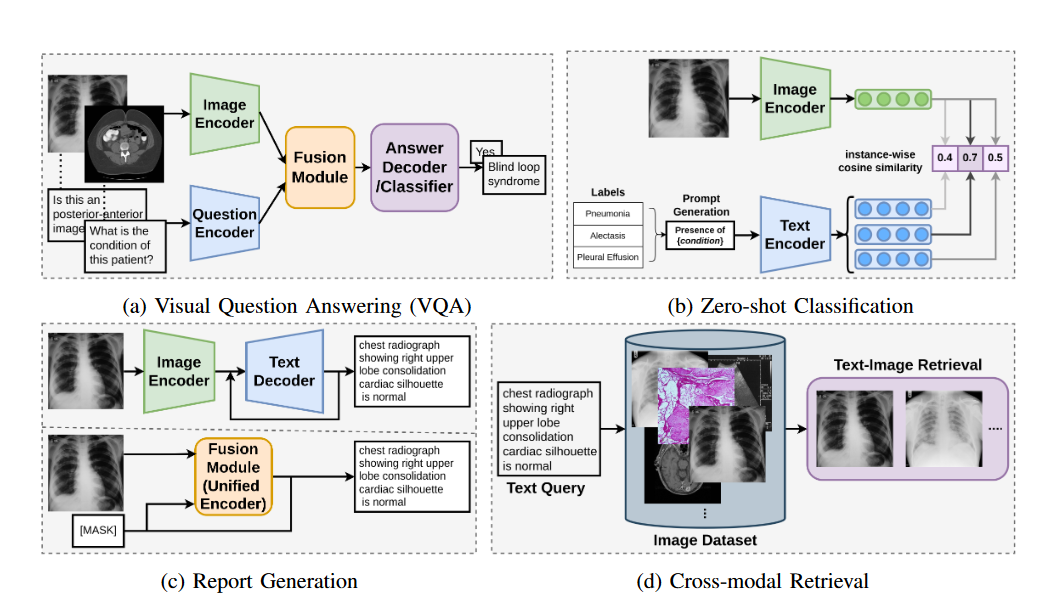 Image
Encoder
Fusion
Module
Answer
Decoder
/Classifier
Yes
Blind loop
syndrome
Is this an
posterior-anterior
image
What is the
condition of
this patient?
Question
Encoder
(a) Visual Question Answering (VQA)
Image
Encoder
instance-wise
cosine similarity
0.4 0.7 0.5
Labels
Pneumonia
Alectasis
Pleural Effusion
Prompt
Generation
Presence of
{condition}
Text
Encoder
(b) Zero-shot Classification
Image
Encoder
Text
Decoder
chest radiograph
showing right upper
lobe consolidation
cardiac silhouette
is normal
Fusion
Module
(Unified
Encoder)
[MASK]
chest radiograph
showing right upper
lobe consolidation
cardiac silhouette
is normal
(c) Report Generation
chest radiograph
showing right
upper lobe
consolidation
cardiac silhouette
is normal
Text Query
Image Dataset
Text-Image Retrieval
(d) Cross-modal Retrieval